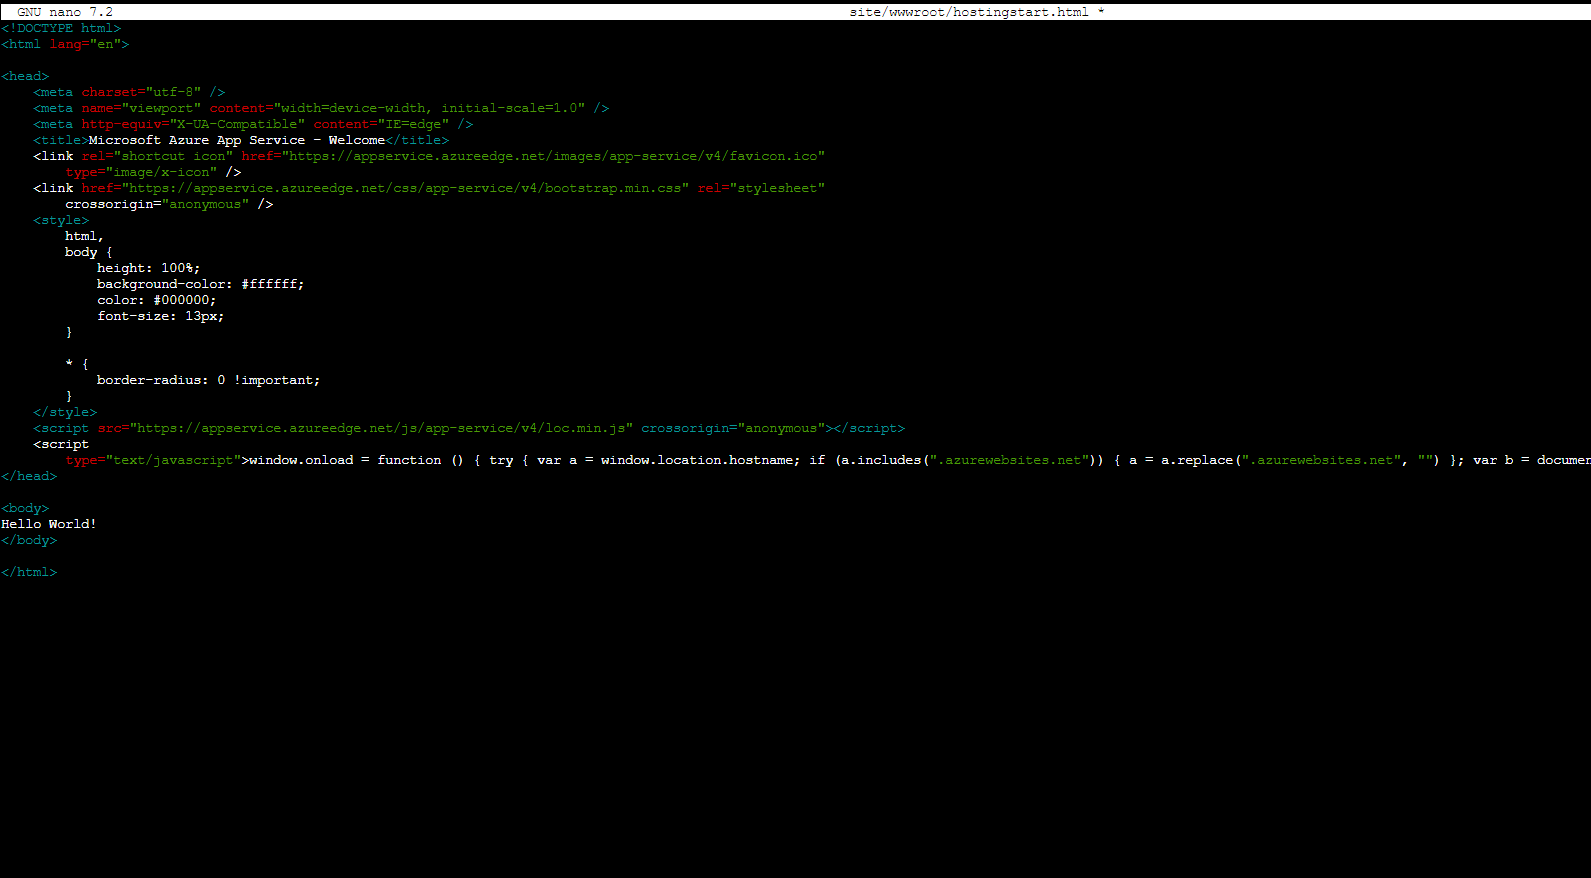 GNU nano 7.2 site/wwwroot/hostingstart.html *
<!DOCTYPE html>
<html lang="en">
<head>
<meta charset="utf-8" />
<meta name="viewport" content="width=device-width, initial-scale=1.0" />
<meta http-equiv="X-UA-Compatible" content="IE=edge" />
<title>Microsoft Azure App Service - Welcome</title>
<link rel="shortcut icon" href="https://appservice.azureedge.net/images/app-service/v4/favicon.ico"
type="image/x-icon" />
<link href="https://appservice.azureedge.net/css/app-service/v4/bootstrap.min.css" rel="stylesheet"
crossorigin="anonymous" />
<style>
html,
body {
height: 100%;
background-color: #ffffff;
color: #000000;
font-size: 13px;
}
* {
border-radius: 0 !important;
}
</style>
<script src="https://appservice.azureedge.net/js/app-service/v4/loc.min.js" crossorigin="anonymous"></script>
<script
type="text/javascript">window.onload = function () { try { var a = window.location.hostname; if (a.includes(".azurewebsites.net")) { a = a.replace(".azurewebsites.net", "") }; var b = documen
</head>
<body>
Hello World!
</body>
</html>